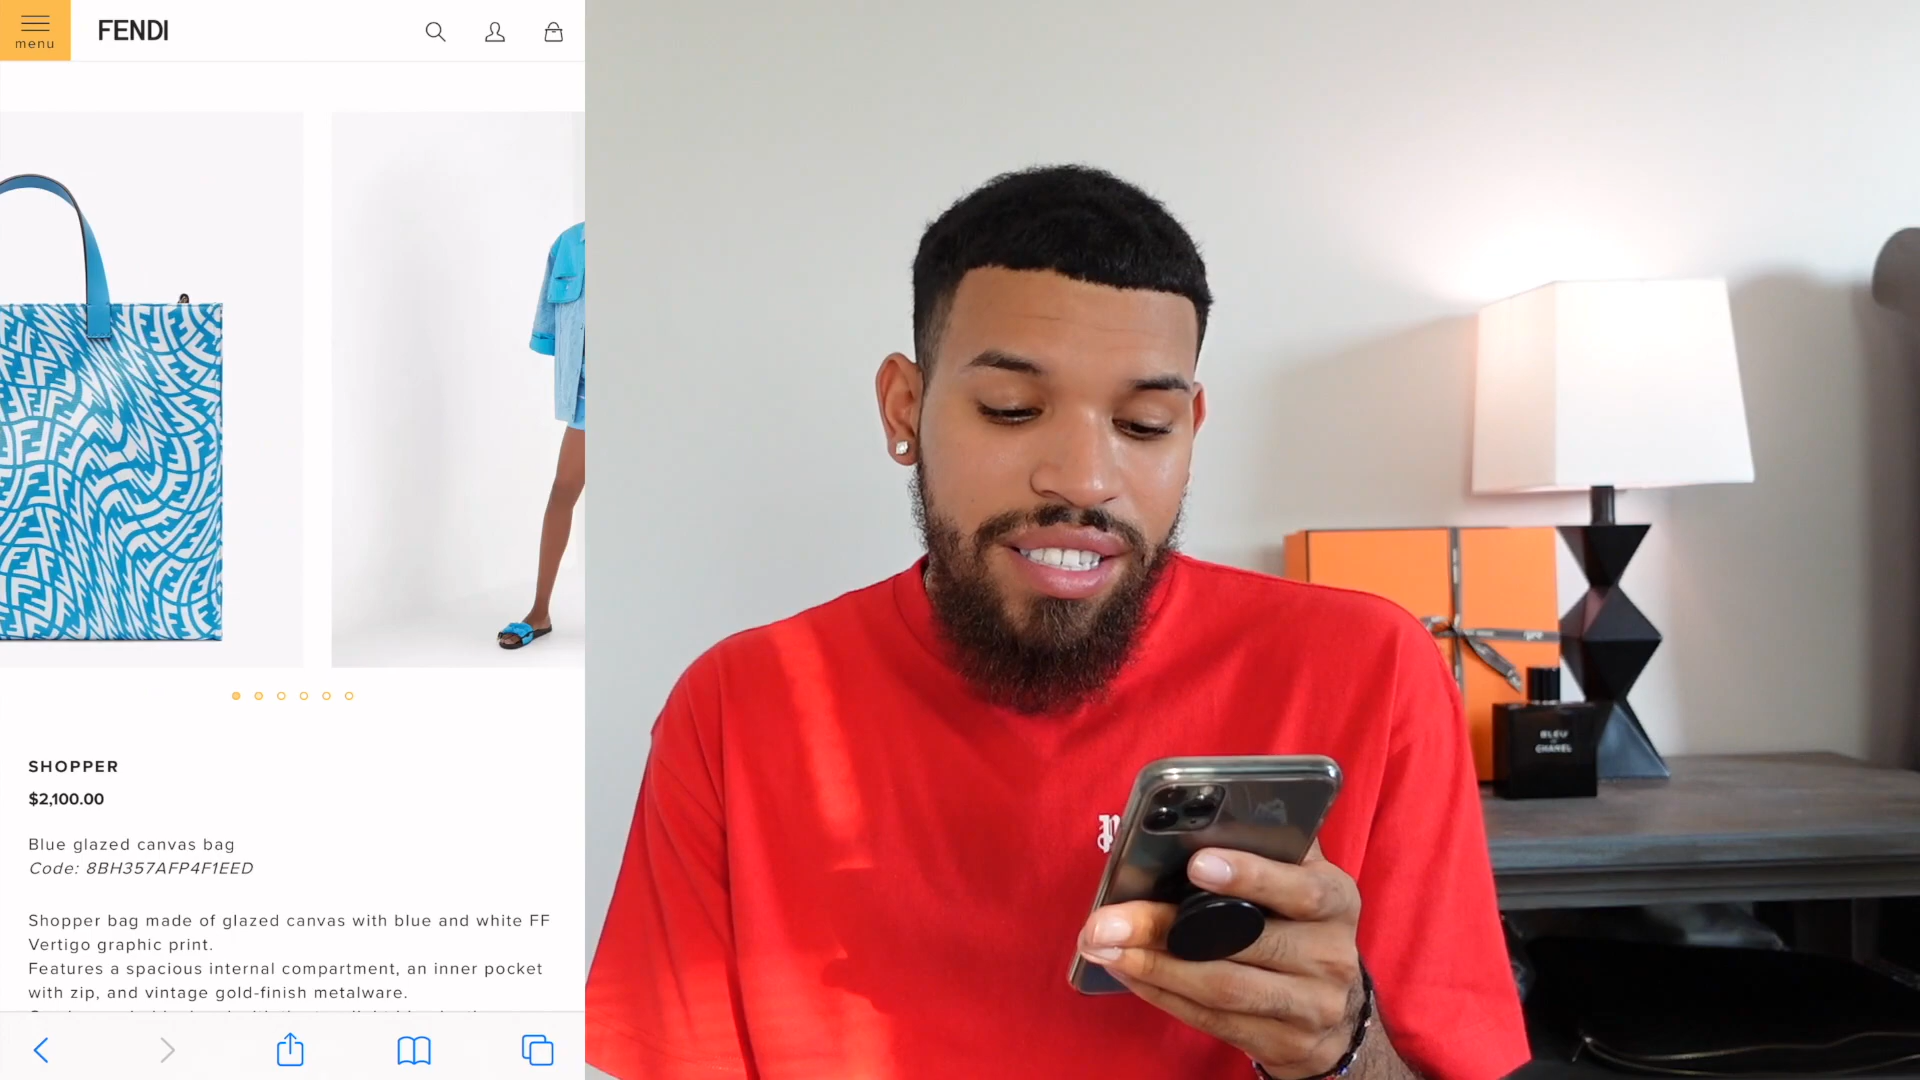 menu
FENDI
SHOPPER
$2,100.00
Blue glazed canvas bag
Code: 8BH357AFP4F1EED
Shopper bag made of glazed canvas with blue and white FF
Vertigo graphic print.
Features a spacious internal compartment, an inner pocket
with zip, and vintage gold-finish metalware.
BLEU
DE
CHANEL